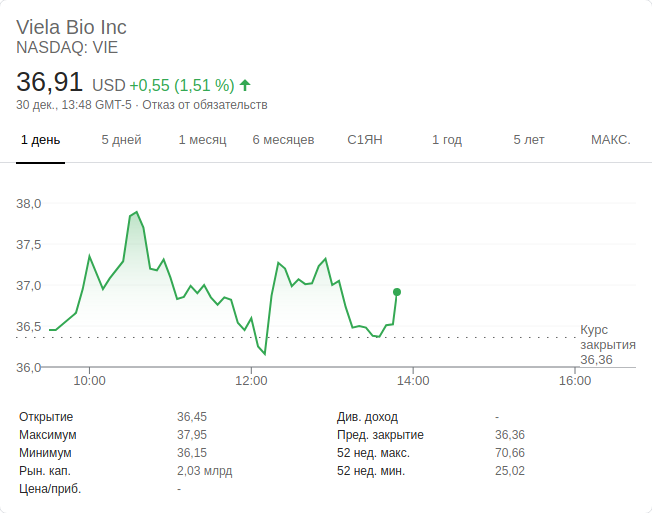 Viela Bio Inc
NASDAQ: VIE
36,91 USD +0,55 (1,51 %)
30 дек., 13:48 GMT-5 · Отказ от обязательств
1 день 5 дней 1 месяц 6 месяцев С1ЯН 1 год 5 лет МАКС.
38,0
37,5
37,0
36,5
36,0
Курс
закрытия
36,36
10:00 12:00 14:00 16:00
Открытие 36,45
Максимум 37,95
Минимум 36,15
Рын. кап. 2,03 млрд
Цена/приб. -
Див. доход -
Пред. закрытие 36,36
52 нед. макс. 70,66
52 нед. мин. 25,02